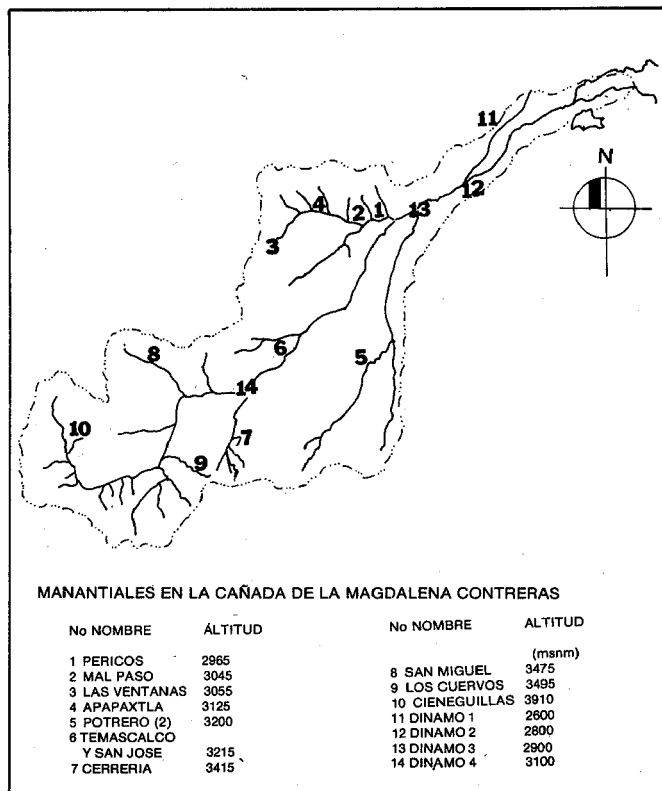 11
N
12
4
2
1
13
3
6
8
5
14
10
7
9
MANANTIALES EN LA CAÑADA DE LA MAGDALENA CONTRERAS
No NOMBRE ALTITUD
1 PERICOS 2965
2 MAL PASO 3045
3 LAS VENTANAS 3055
4 APAPAXTLA 3125
5 POTRERO (2) 3200
6 TEMASCALCO
Y SAN JOSE 3215
7 CERRERIA 3415
No NOMBRE ALTITUD
(msnm)
8 SAN MIGUEL 3475
9 LOS CUERVOS 3495
10 CIENEGUILLAS 3910
11 DINAMO 1 2600
12 DINAMO 2 2800
13 DINAMO 3 2900
14 DINAMO 4 3100